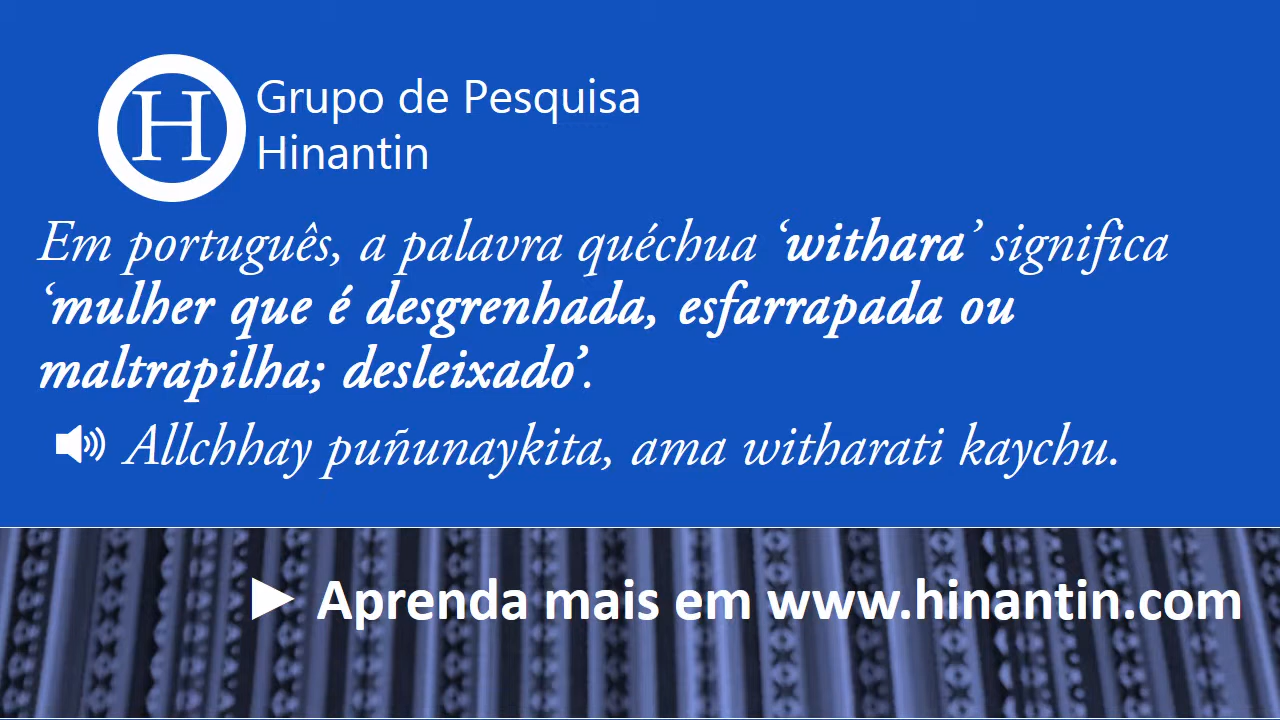 H
Grupo de Pesquisa
Hinantin
Em português, a palavra quéchua ‘withara’ significa
‘mulher que é desgrenhada, esfarrapada ou
maltrapilha; desleixado’.
Allchhay puñunaykita, ama witharati kaychu.
► Aprenda mais em www.hinantin.com